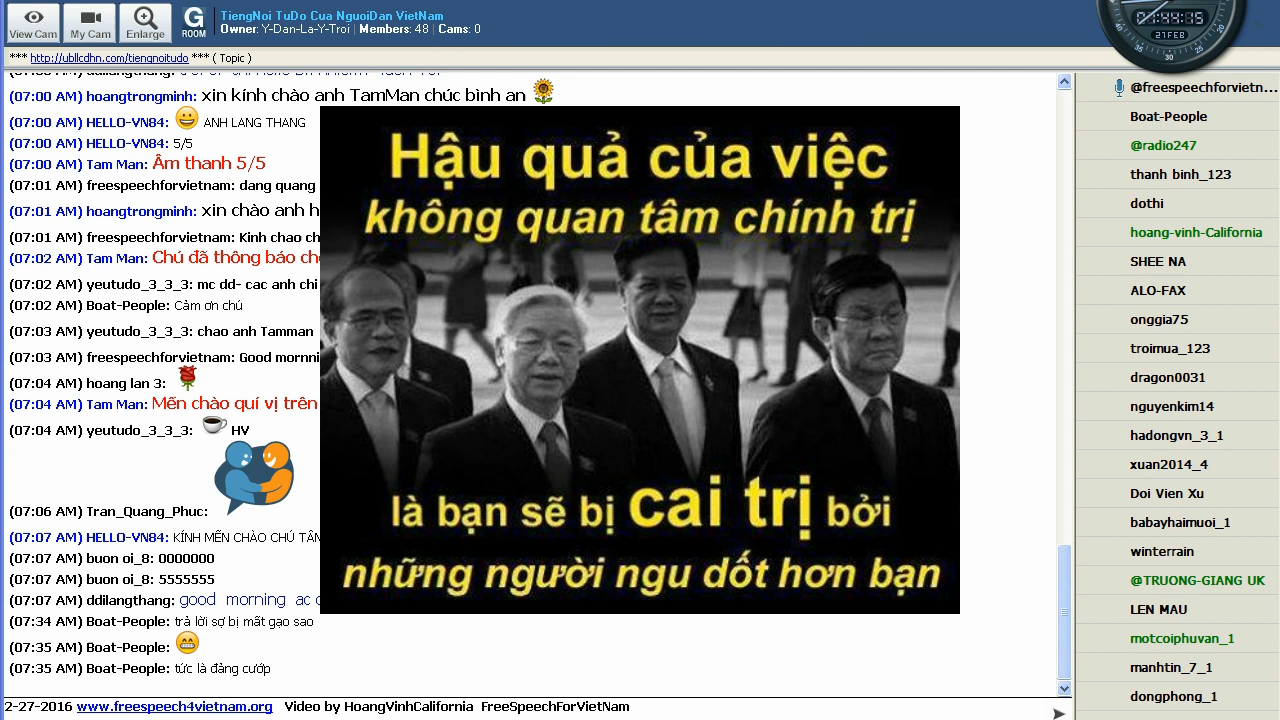 View Cam
My Cam
Enlarge
G
ROOM
TiengNoi TuDo Cua NguoiDan VietNam
Owner: Y-Dan-La-Y-Troi | Members: 48 | Cams: 0
27FEB
30
*** http://ubllcdhn.com/tiengnoitudo *** ( Topic )
(07:00 AM) hoangtrongminh: xin kính chào anh TamMan chúc bình an
(07:00 AM) HELLO-VN84: ANH LANG THANG
(07:00 AM) HELLO-VN84: 5/5
(07:00 AM) Tam Man: Âm thanh 5/5
(07:01 AM) freespeechforvietnam: dang quang
(07:01 AM) hoangtrongminh: xin chào anh h
(07:01 AM) freespeechforvietnam: Kinh chao ch
(07:02 AM) Tam Man: Chú đã thông báo ch
(07:02 AM) yeutudo_3_3_3: mc dd- cac anh chi
(07:02 AM) Boat-People: Cảm ơn chú
(07:03 AM) yeutudo_3_3_3: chao anh Tamman
(07:03 AM) freespeechforvietnam: Good mornni
(07:04 AM) hoang lan 3:
(07:04 AM) Tam Man: Mến chào quí vị trên
(07:04 AM) yeutudo_3_3_3: HV
(07:06 AM) Tran_Quang_Phuc:
(07:07 AM) HELLO-VN84: KÍNH MẾN CHÀO CHÚ TÂM
(07:07 AM) buon oi_8: 0000000
(07:07 AM) buon oi_8: 5555555
(07:07 AM) ddilangthang: good morning ac
(07:34 AM) Boat-People: trả lời sợ bị mất gạo sao
(07:35 AM) Boat-People:
(07:35 AM) Boat-People: tức là đảng cướp
Hậu quả của việc
không quan tâm chính trị
là bạn sẽ bị cai trị bởi
những người ngu dốt hơn bạn
@freespeechforvietn...
Boat-People
@radio247
thanh binh_123
dothi
hoang-vinh-California
SHEE NA
ALO-FAX
onggia75
troimua_123
dragon0031
nguyenkim14
hadongvn_3_1
xuan2014_4
Doi Vien Xu
babayhaimuoi_1
winterrain
@TRUONG-GIANG UK
LEN MAU
motcoiphuvan_1
manhtin_7_1
dongphong_1
2-27-2016 www.freespeech4vietnam.org Video by HoangVinhCalifornia FreeSpeechForVietNam